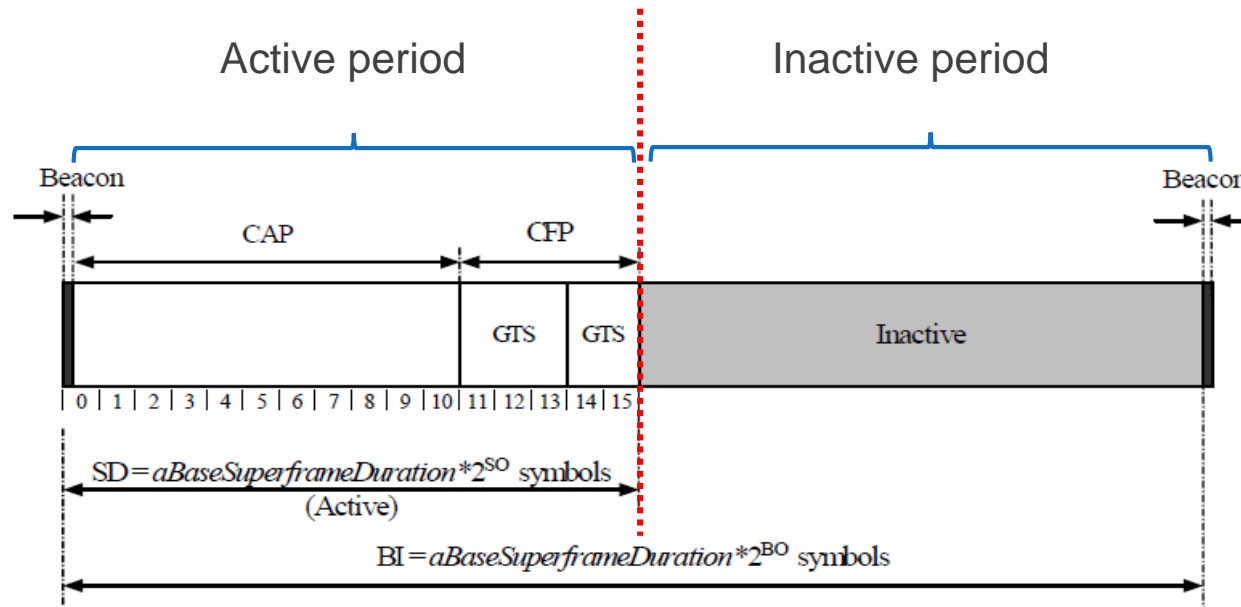 Active period Inactive period
Beacon Beacon
CAP CFP
GTS GTS Inactive
| 0 | 1 | 2 | 3 | 4 | 5 | 6 | 7 | 8 | 9 | 10 | 11 | 12 | 13 | 14 | 15 |
SD=aBaseSuperframeDuration*2^SO symbols
(Active)
BI=aBaseSuperframeDuration*2^BO symbols